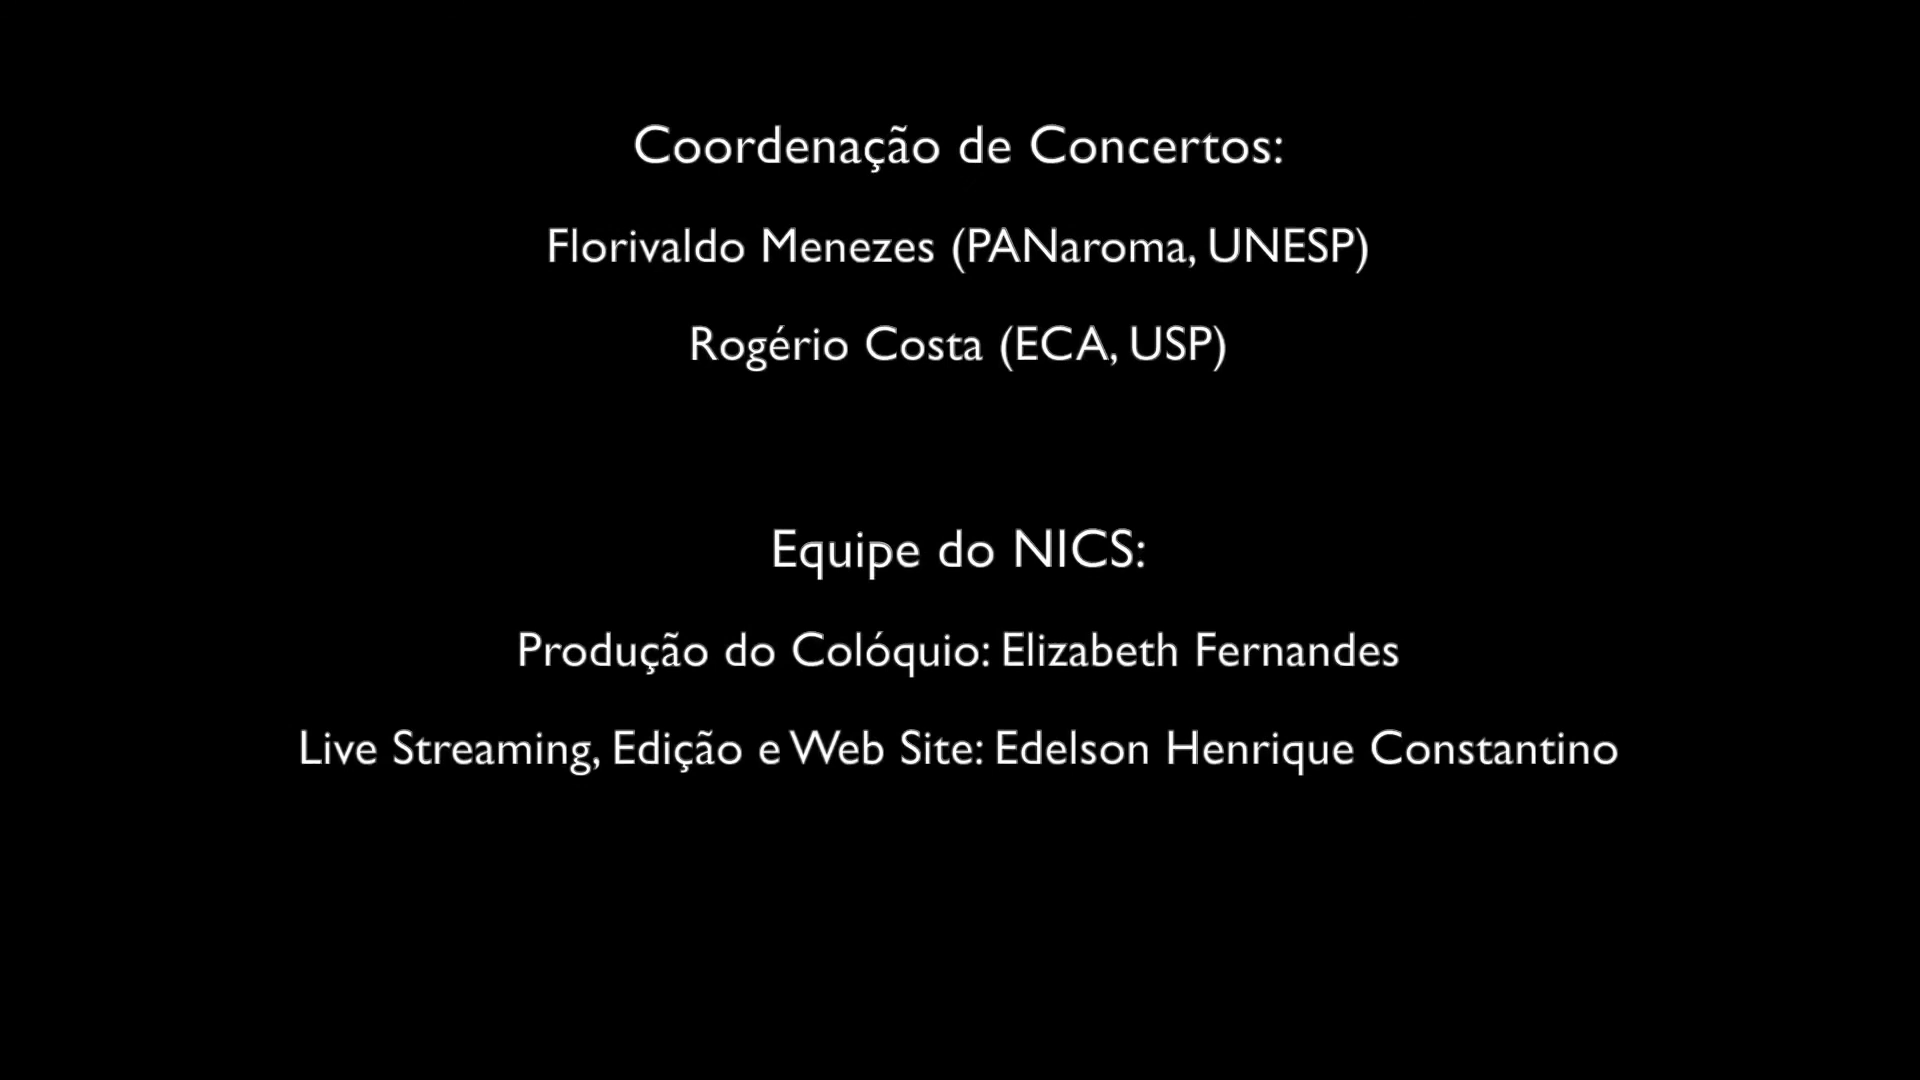 Coordenação de Concertos:
Florivaldo Menezes (PANaroma, UNESP)
Rogério Costa (ECA, USP)
Equipe do NICS:
Produção do Colóquio: Elizabeth Fernandes
Live Streaming, Edição e Web Site: Edelson Henrique Constantino